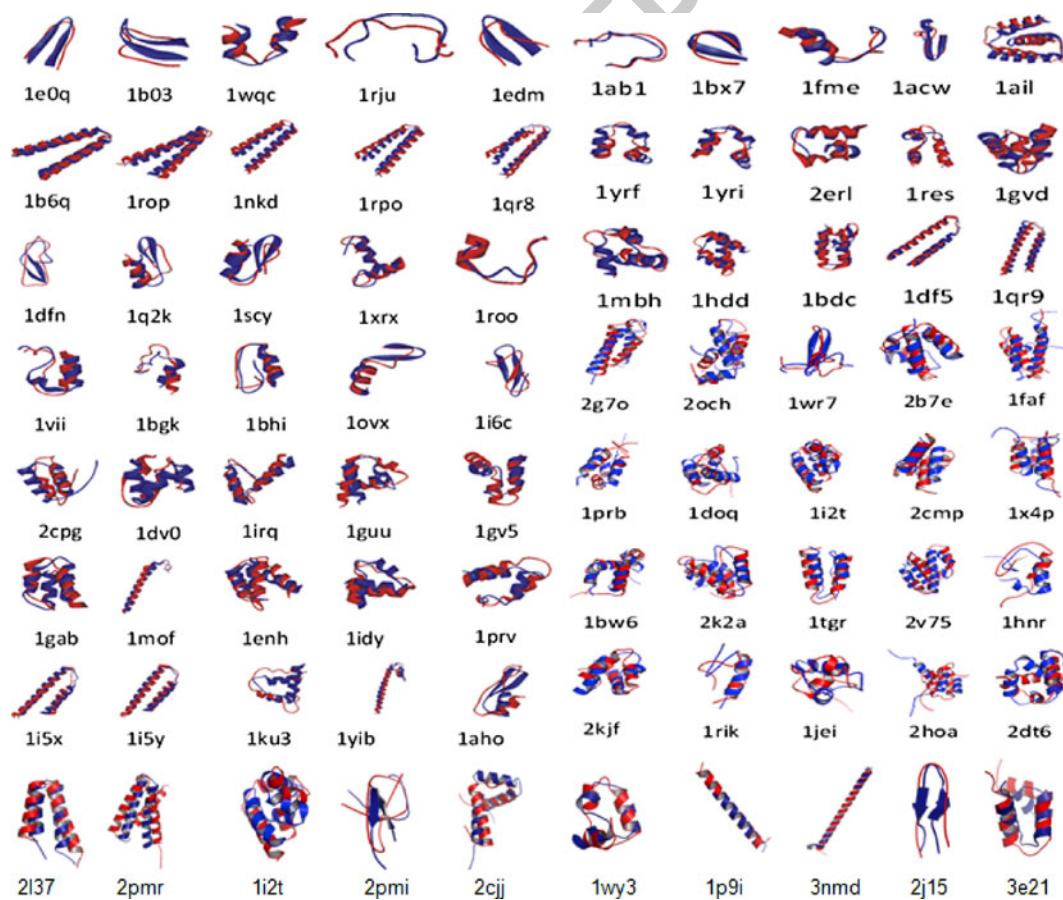 1e0q 1b03 1wqc 1rju 1edm 1ab1 1bx7 1fme 1acw 1ail
1b6q 1rop 1nkd 1rpo 1qr8 1yrf 1yri 2erl 1res 1gvd
1dfn 1q2k 1scy 1xrx 1roo 1mbh 1hdd 1bdc 1df5 1qr9
1vii 1bgk 1bhi 1ovx 1i6c 2g7o 2och 1wr7 2b7e 1faf
2cpg 1dv0 1irq 1guu 1gv5 1prb 1doq 1i2t 2cmp 1x4p
1gab 1mof 1enh 1idy 1prv 1bw6 2k2a 1tgr 2v75 1hnr
1i5x 1i5y 1ku3 1yib 1aho 2kjf 1rik 1jei 2hoa 2dt6
2l37 2pmr 1i2t 2pmi 2cjj 1wy3 1p9i 3nmd 2j15 3e21